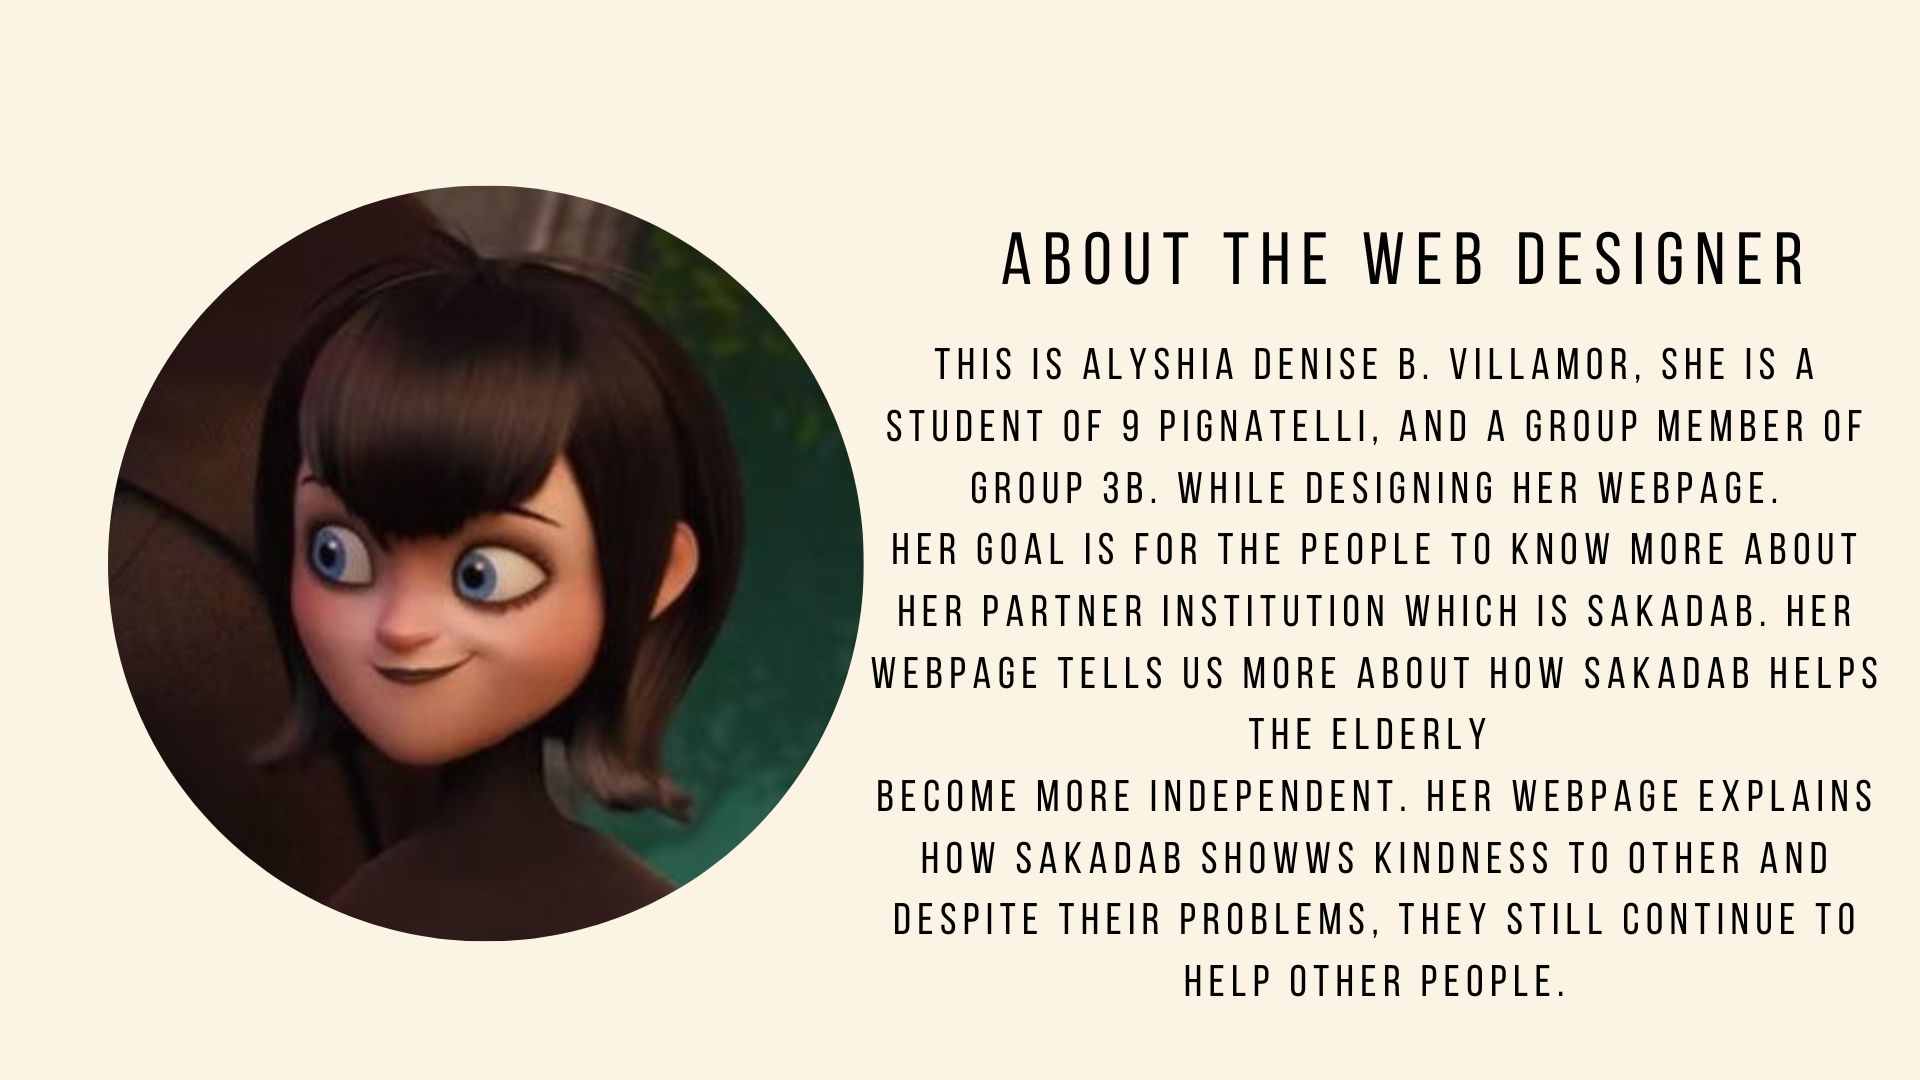 ABOUT THE WEB DESIGNER
THIS IS ALYSHIA DENISE B. VILLAMOR, SHE IS A
STUDENT OF 9 PIGNATELLI, AND A GROUP MEMBER OF
GROUP 3B. WHILE DESIGNING HER WEBPAGE.
HER GOAL IS FOR THE PEOPLE TO KNOW MORE ABOUT
HER PARTNER INSTITUTION WHICH IS SAKADAB. HER
WEBPAGE TELLS US MORE ABOUT HOW SAKADAB HELPS
THE ELDERLY
BECOME MORE INDEPENDENT. HER WEBPAGE EXPLAINS
HOW SAKADAB SHOWWS KINDNESS TO OTHER AND
DESPITE THEIR PROBLEMS, THEY STILL CONTINUE TO
HELP OTHER PEOPLE.